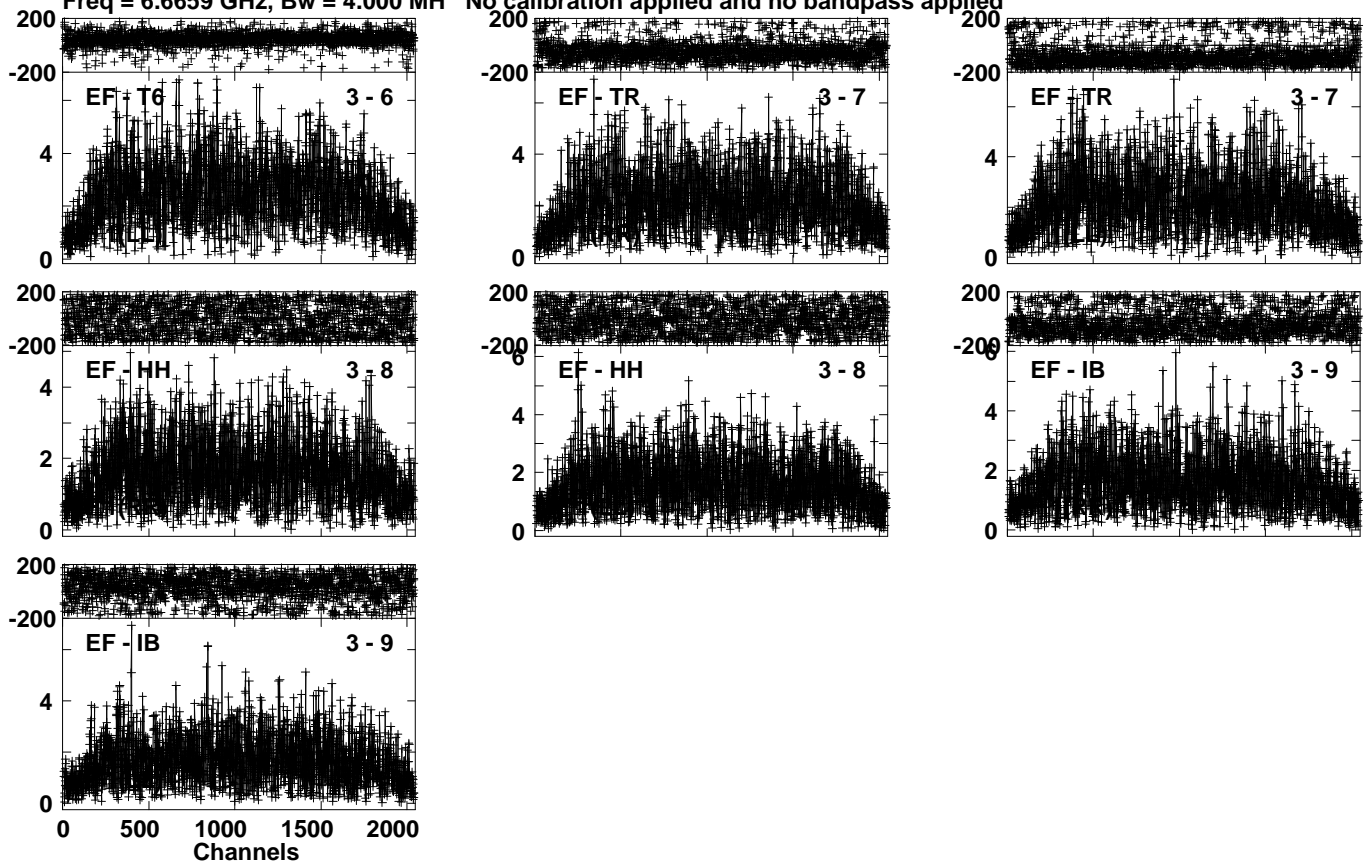 Freq = 6.6659 GHz, Bw = 4.000 MH No calibration applied and no bandpass applied
200 200 200
-200 -200 -200
EF - T6 3 - 6 EF - TR 3 - 7 EF - TR 3 - 7
4 4 4
0 0 0
200 200 200
-200 -200 -200
6 6
EF - HH 3 - 8 EF - HH 3 - 8 EF - IB 3 - 9
4 4 4
2 2 2
0 0 0
200
-200
EF - IB 3 - 9
4
0
0 500 1000 1500 2000
Channels